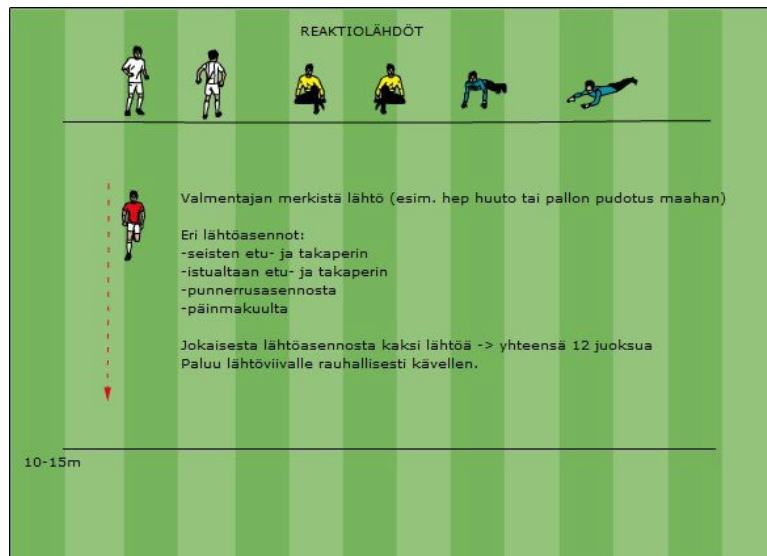 REAKTIOLÄHDÖT
Valmentajan merkistä lähtö (esim. hep huuto tai pallon pudotus maahan)
Eri lähtöasennot:
-seisten etu- ja takaperin
-istualtaan etu- ja takaperin
-punnerrusasennosta
-päinmakuulta
Jokaisesta lähtöasennosta kaksi lähtöä -> yhteensä 12 juoksua
Paluu lähtöviivalle rauhallisesti kävellen.
10-15m